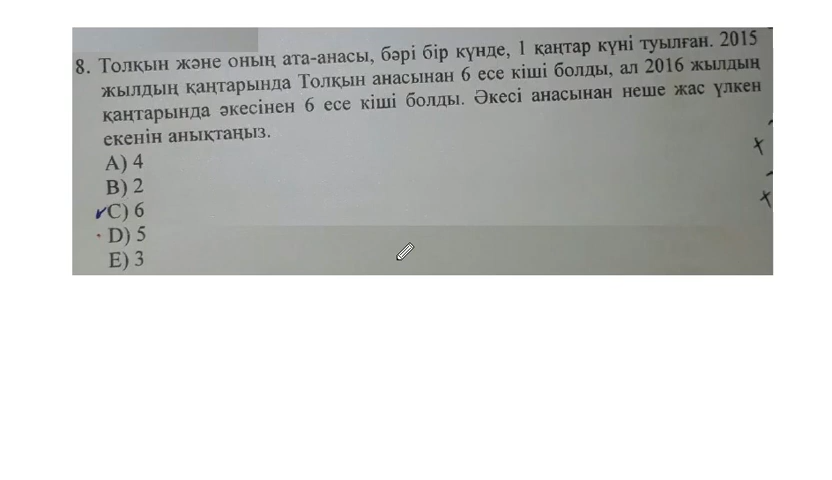 8. Толқын және оның ата-анасы, бәрі бір күнде, 1 қаңтар күні туылған. 2015
жылдың қаңтарында Толқын анасынан 6 есе кіші болды, ал 2016 жылдың
қаңтарында әкесінен 6 есе кіші болды. Әкесі анасынан неше жас үлкен
екенін анықтаңыз.
A) 4
B) 2
C) 6
D) 5
E) 3